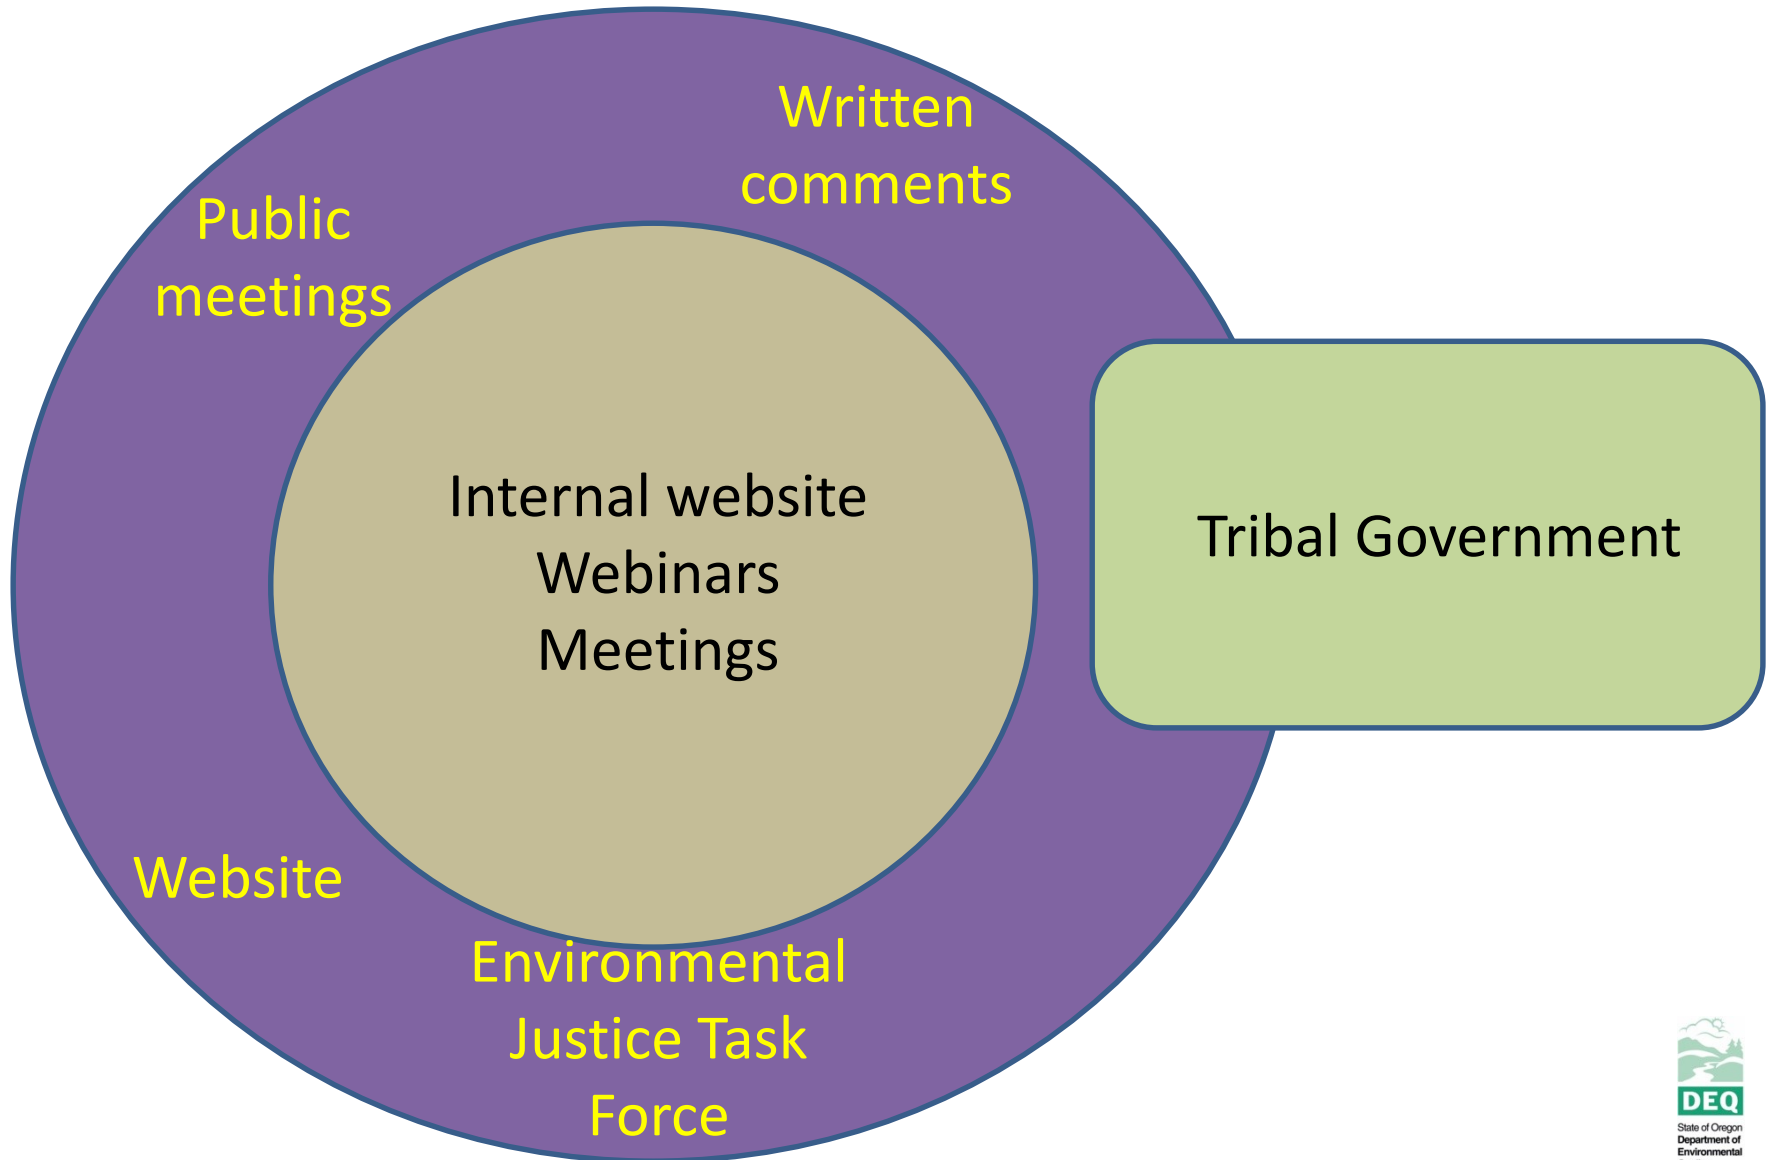 Written
comments
Public
meetings
Internal website
Webinars
Meetings
Tribal Government
Website
Environmental
Justice Task
Force
DEQ
State of Oregon
Department of
Environmental